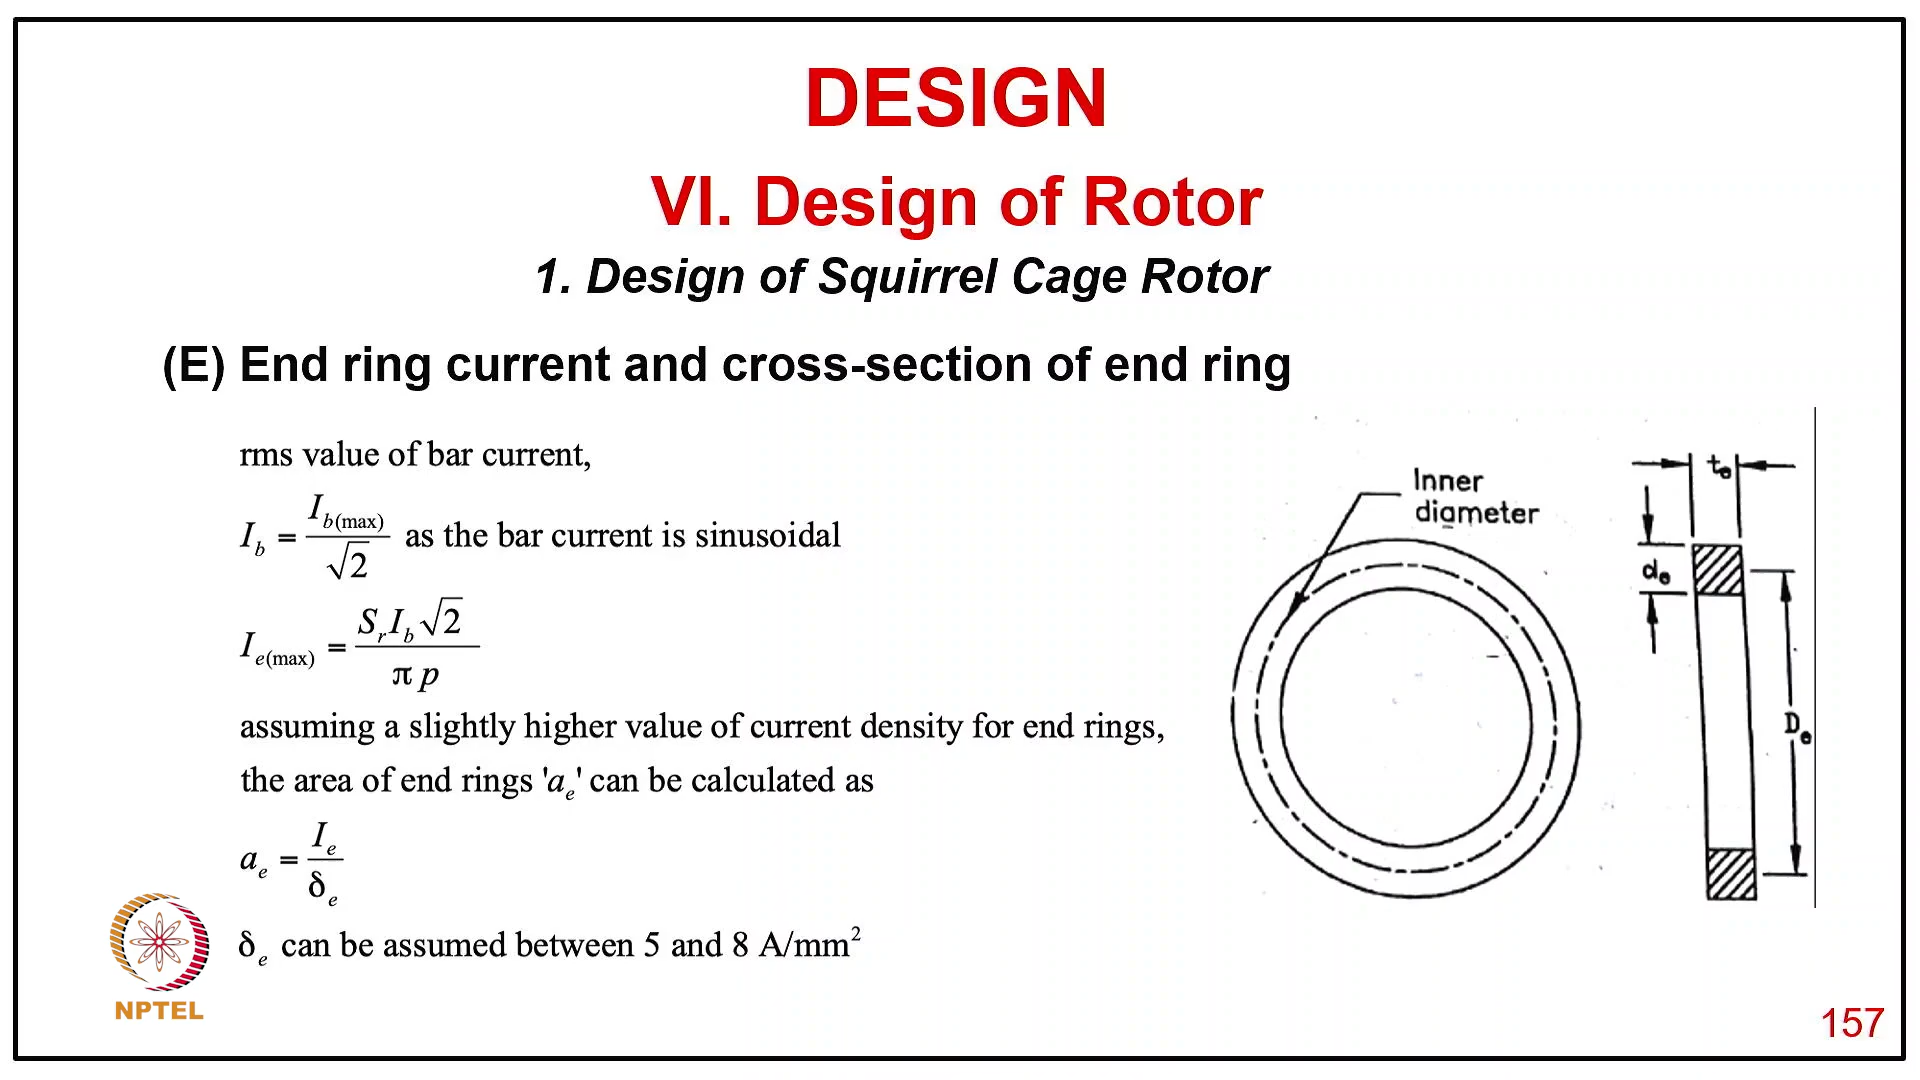 DESIGN
VI. Design of Rotor
1. Design of Squirrel Cage Rotor
(E) End ring current and cross-section of end ring
rms value of bar current,
I_b = I_b(max) / √2 as the bar current is sinusoidal
I_e(max) = S_r I_b √2 / π p
assuming a slightly higher value of current density for end rings,
the area of end rings 'a_e' can be calculated as
a_e = I_e / δ_e
δ_e can be assumed between 5 and 8 A/mm²
Inner
diameter
t_e
d_e
D_e
NPTEL
157